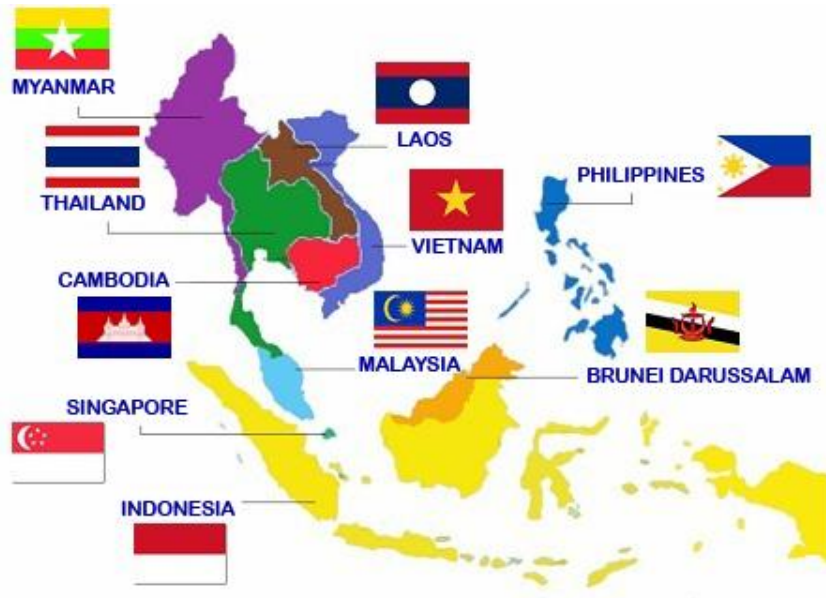 MYANMAR
LAOS
PHILIPPINES
THAILAND
VIETNAM
CAMBODIA
MALAYSIA
BRUNEI DARUSSALAM
SINGAPORE
INDONESIA